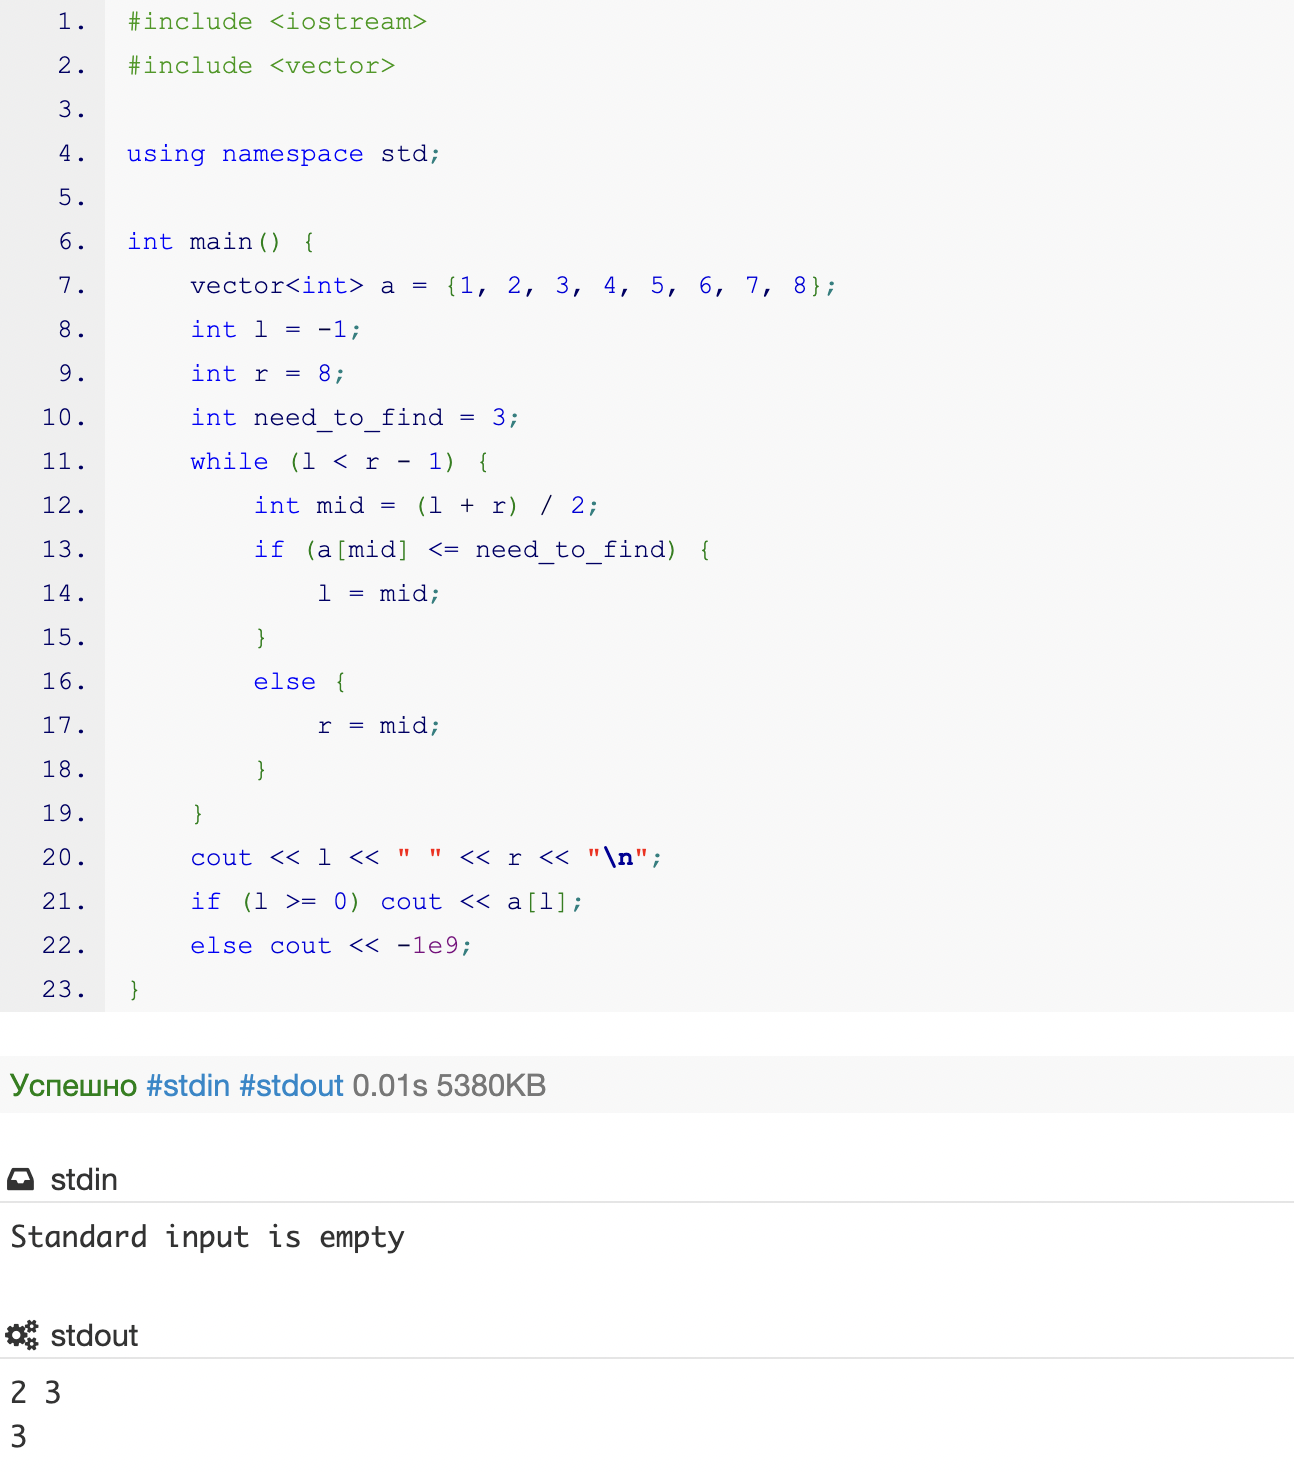 1. #include <iostream>
2. #include <vector>
3.
4. using namespace std;
5.
6. int main() {
7.     vector<int> a = {1, 2, 3, 4, 5, 6, 7, 8};
8.     int l = -1;
9.     int r = 8;
10.     int need_to_find = 3;
11.     while (l < r - 1) {
12.         int mid = (l + r) / 2;
13.         if (a[mid] <= need_to_find) {
14.             l = mid;
15.         }
16.         else {
17.             r = mid;
18.         }
19.     }
20.     cout << l << " " << r << "\n";
21.     if (l >= 0) cout << a[l];
22.     else cout << -1e9;
23. }
Успешно #stdin #stdout 0.01s 5380KB
stdin
Standard input is empty
stdout
2 3
3